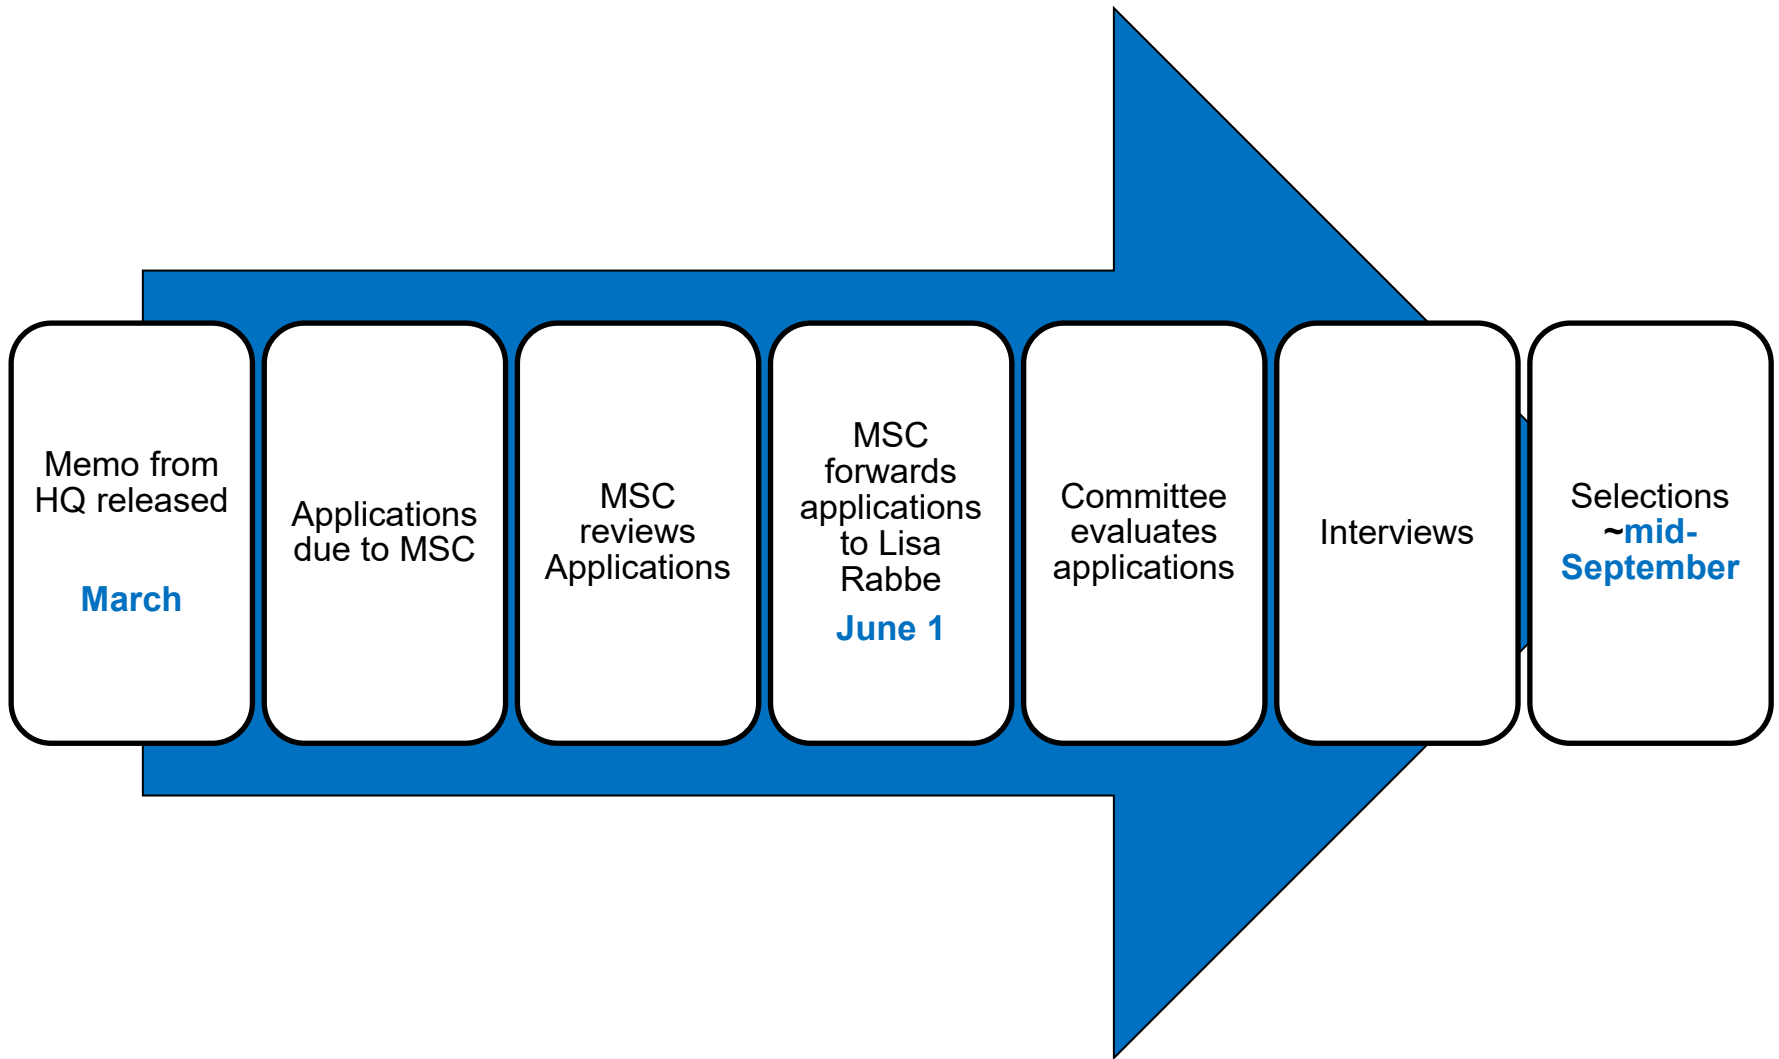 Memo from
HQ released
March
Applications
due to MSC
MSC
reviews
Applications
MSC
forwards
applications
to Lisa
Rabbe
June 1
Committee
evaluates
applications
Interviews
Selections
~mid-
September